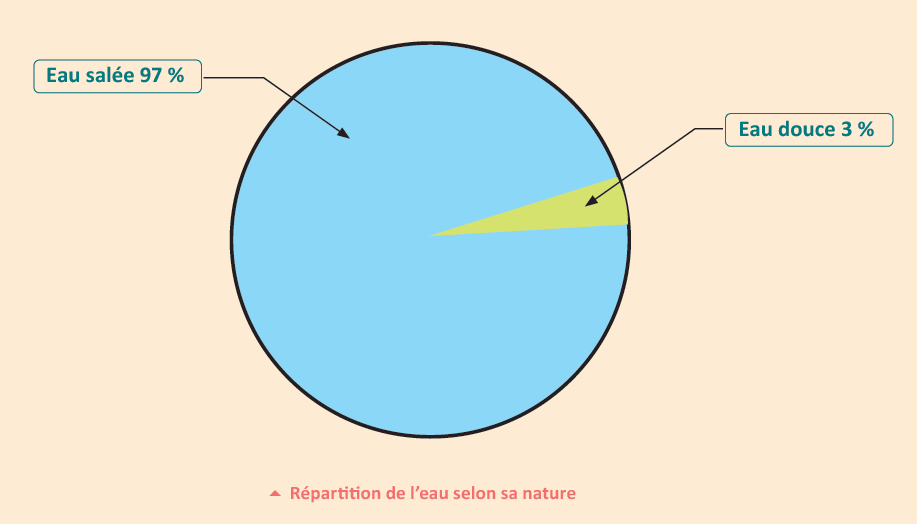 Eau salée 97 %
Eau douce 3 %
Répartition de l'eau selon sa nature